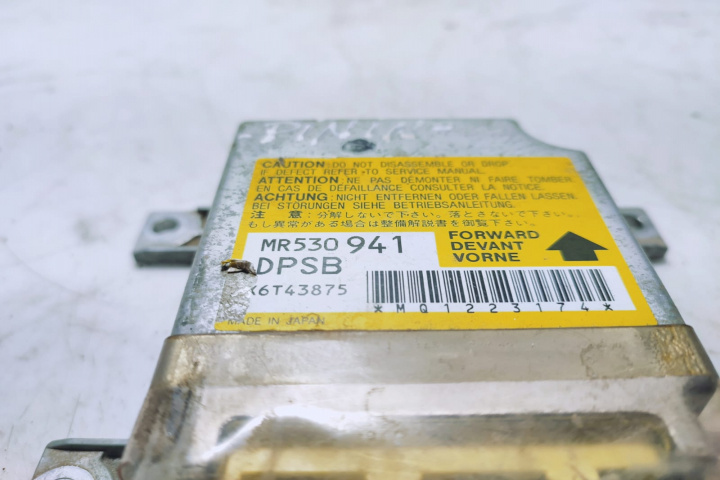 CAUTION: DO NOT DISASSEMBLE OR DROP
IF DEFECT REFER TO SERVICE MANUAL.
ATTENTION: NE PAS DÉMONTER NI FAIRE TOMBER
EN CAS DE DÉFAILLANCE CONSULTER LA NOTICE.
ACHTUNG: NICHT ENTFERNEN ODER FALLEN LASSEN.
BEI STÖRUNGEN SIEHE BETRIEBSANLEITUNG.
注 意:分解しないで下さい。落とさないで下さい。
もし異常がある場合は整備解説書を御覧下さい。
MR530 941
DPSB
X6T43875
FORWARD
DEVANT
VORNE
*MQ1223174*
MADE IN JAPAN